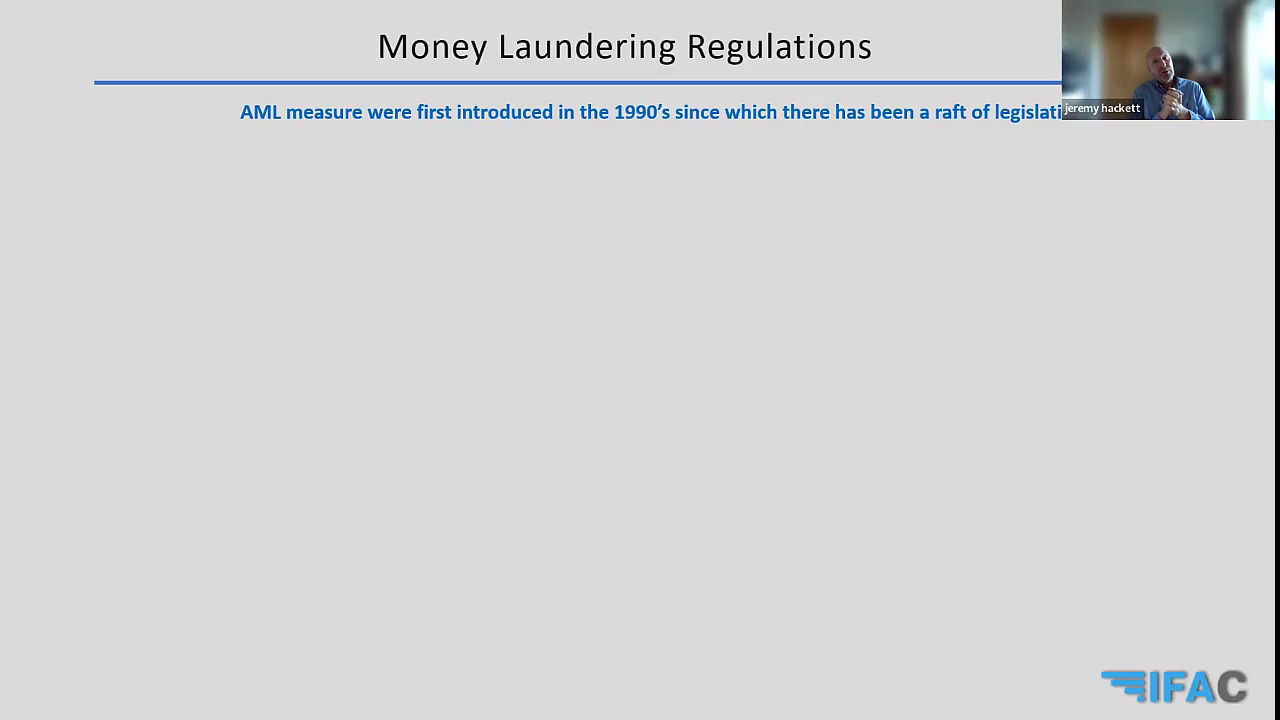 Money Laundering Regulations
AML measure were first introduced in the 1990's since which there has been a raft of legislati
jeremy hackett
IFAC